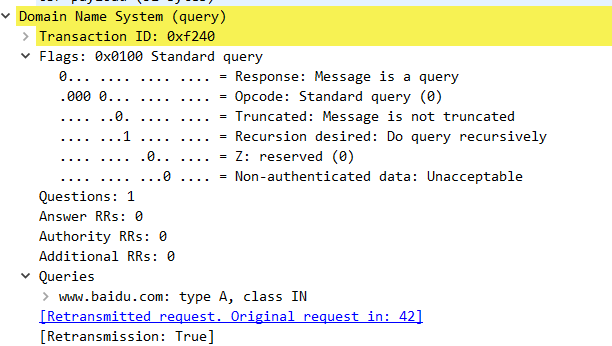 Domain Name System (query)
Transaction ID: 0xf240
Flags: 0x0100 Standard query
0... .... .... .... = Response: Message is a query
.000 0... .... .... = Opcode: Standard query (0)
.... ..0. .... .... = Truncated: Message is not truncated
.... ...1 .... .... = Recursion desired: Do query recursively
.... .... .0.. .... = Z: reserved (0)
.... .... ...0 .... = Non-authenticated data: Unacceptable
Questions: 1
Answer RRs: 0
Authority RRs: 0
Additional RRs: 0
Queries
www.baidu.com: type A, class IN
[Retransmitted request. Original request in: 42]
[Retransmission: True]